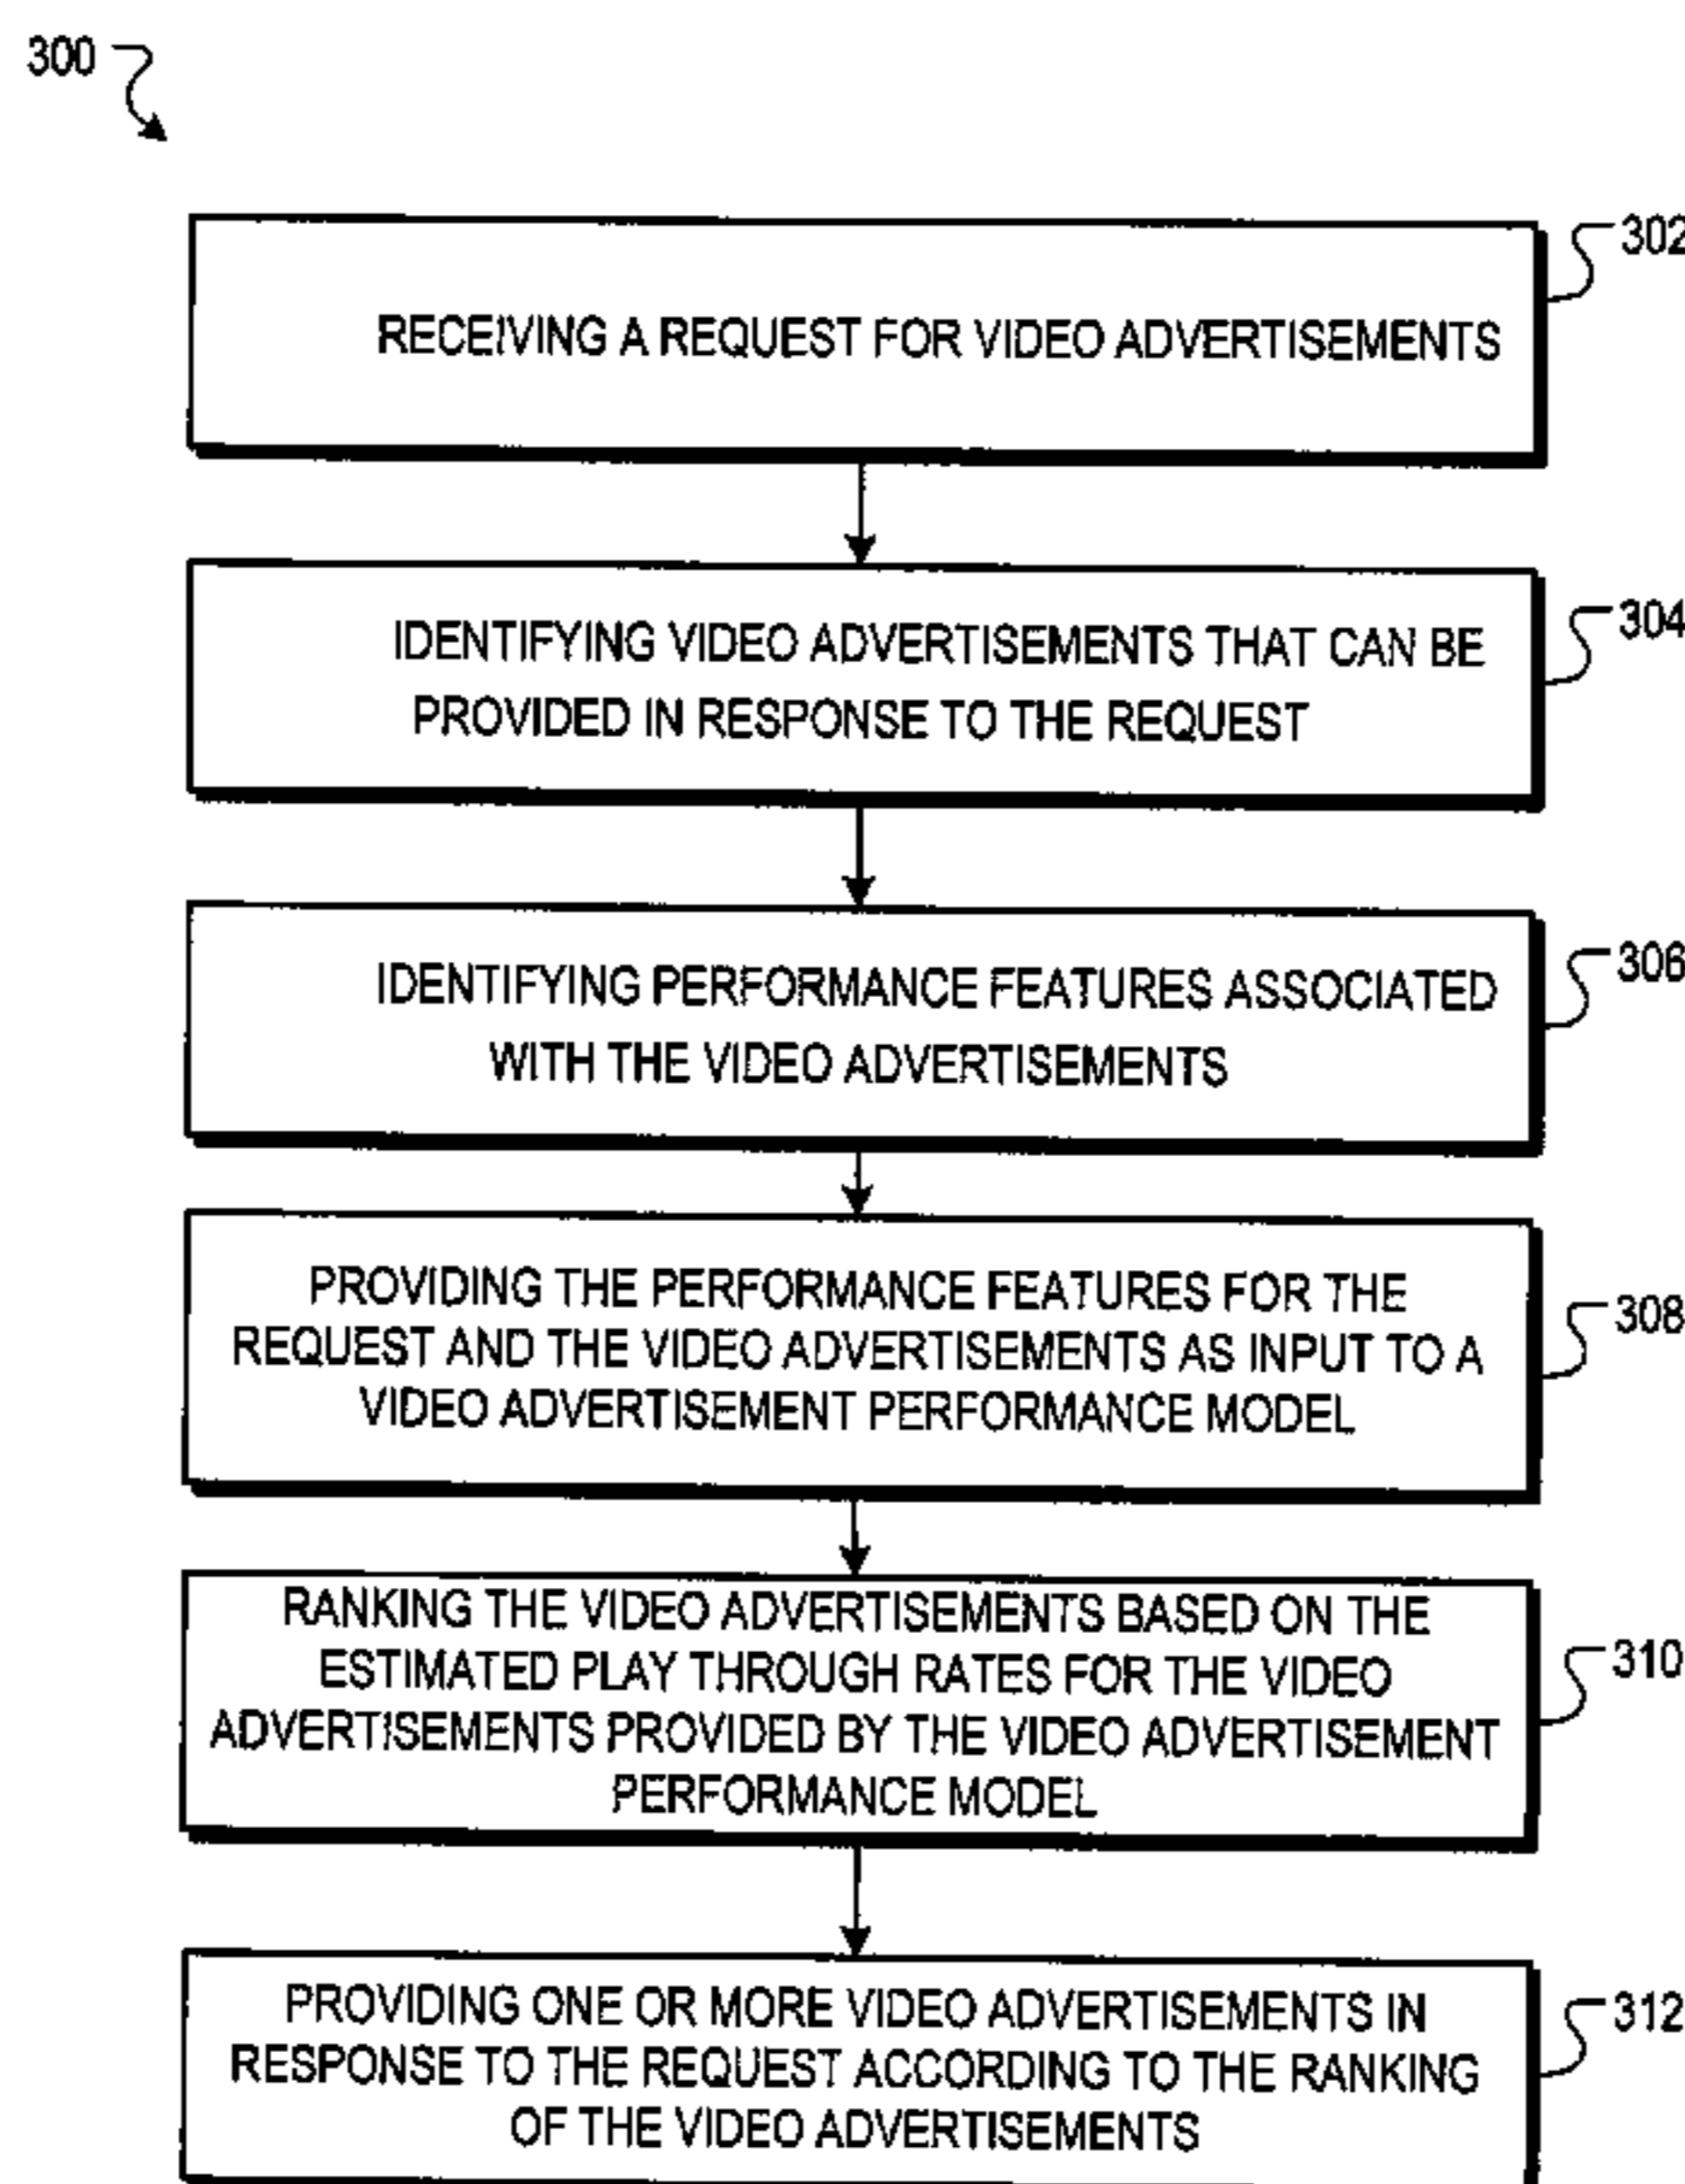 300
302
RECEIVING A REQUEST FOR VIDEO ADVERTISEMENTS
304
IDENTIFYING VIDEO ADVERTISEMENTS THAT CAN BE
PROVIDED IN RESPONSE TO THE REQUEST
306
IDENTIFYING PERFORMANCE FEATURES ASSOCIATED
WITH THE VIDEO ADVERTISEMENTS
308
PROVIDING THE PERFORMANCE FEATURES FOR THE
REQUEST AND THE VIDEO ADVERTISEMENTS AS INPUT TO A
VIDEO ADVERTISEMENT PERFORMANCE MODEL
310
RANKING THE VIDEO ADVERTISEMENTS BASED ON THE
ESTIMATED PLAY THROUGH RATES FOR THE VIDEO
ADVERTISEMENTS PROVIDED BY THE VIDEO ADVERTISEMENT
PERFORMANCE MODEL
312
PROVIDING ONE OR MORE VIDEO ADVERTISEMENTS IN
RESPONSE TO THE REQUEST ACCORDING TO THE RANKING
OF THE VIDEO ADVERTISEMENTS